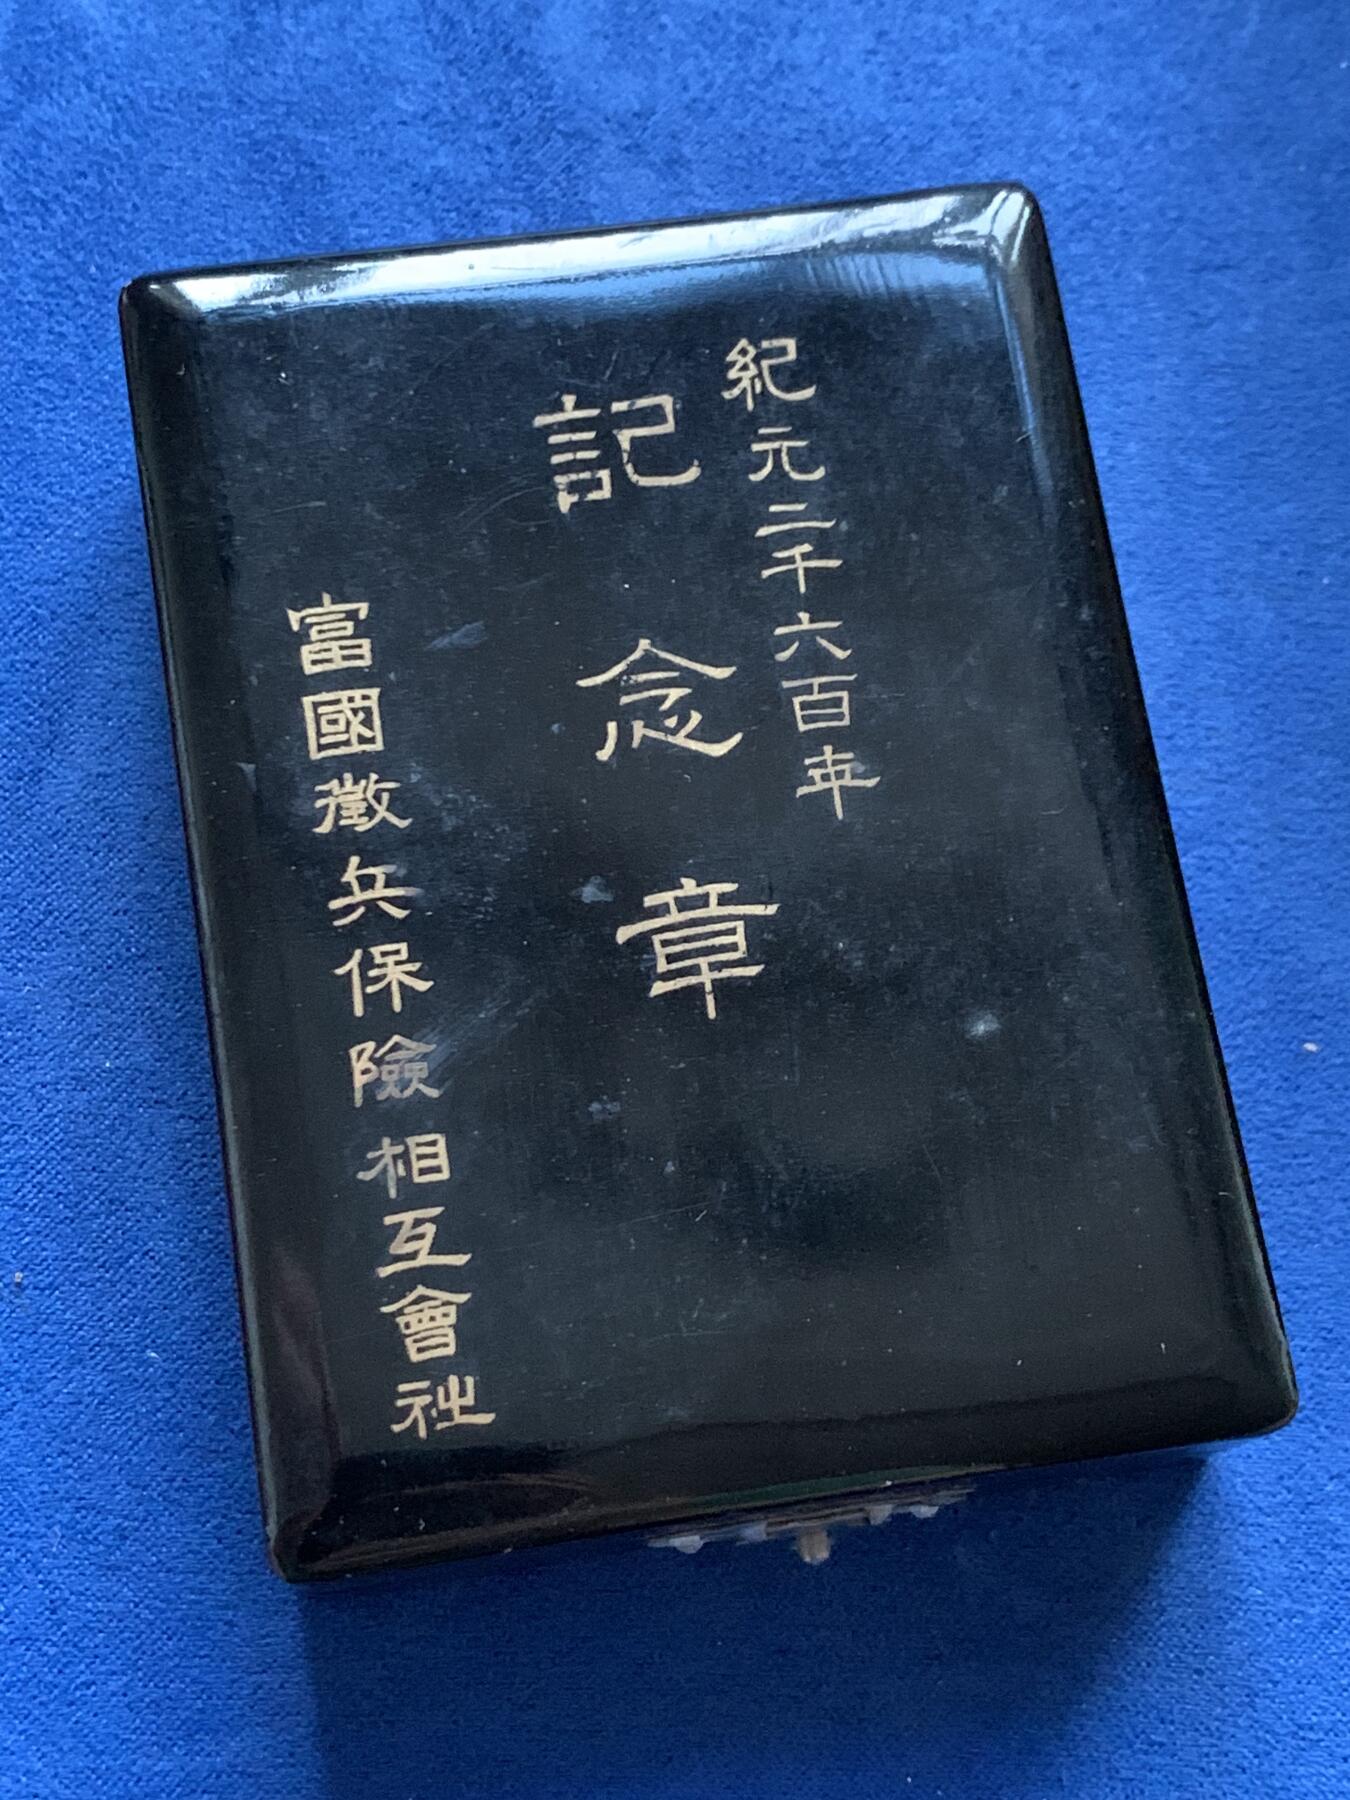 紀元二千六百年
記念章
富國徵兵保險相互會社